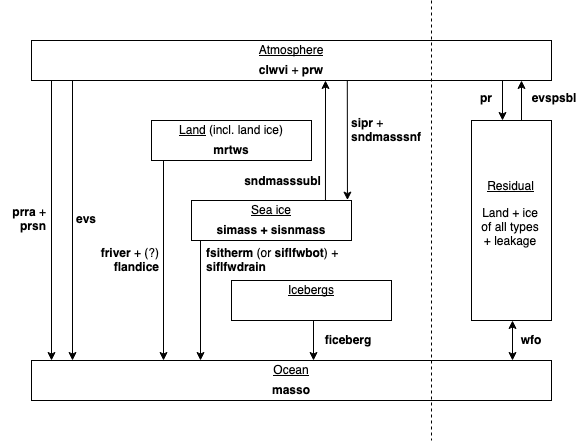 Atmosphere
clwvi + prw
pr
evspsbl
sipr +
sndmasssnf
Land (incl. land ice)
mrtws
sndmasssubl
Residual
Land + ice
of all types
+ leakage
prra +
prsn
evs
Sea ice
simass + sisnmass
friver + (?)
flandice
fsitherm (or siflfwbot) +
siflfwdrain
Icebergs
ficeberg
wfo
Ocean
masso